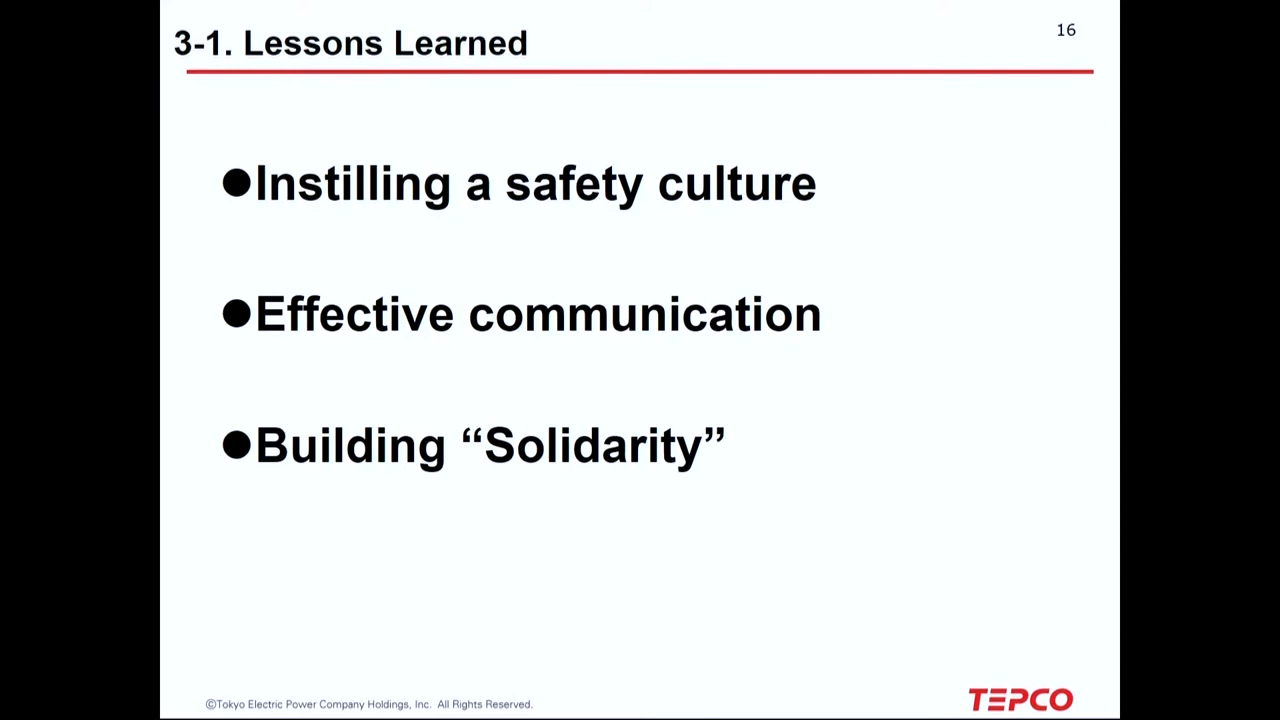 3-1. Lessons Learned
16
●Instilling a safety culture
●Effective communication
●Building “Solidarity”
©Tokyo Electric Power Company Holdings, Inc. All Rights Reserved.
TEPCO